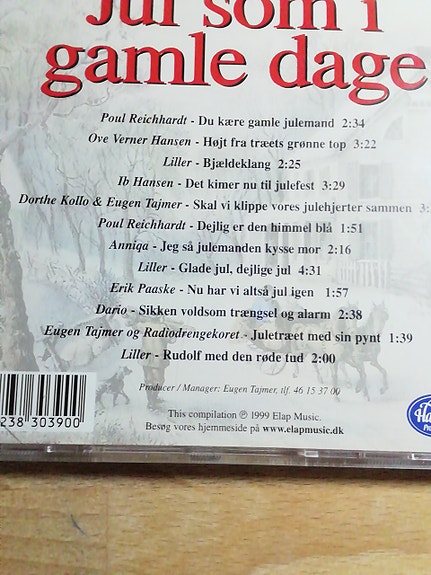 Jul som i
gamle dage
Poul Reichhardt - Du kære gamle julemand 2:34
Ove Verner Hansen - Højt fra træets grønne top 3:22
Liller - Bjældeklang 2:25
Ib Hansen - Det kimer nu til julefest 3:29
Dorthe Kollo & Eugen Tajmer - Skal vi klippe vores julehjerter sammen 3:
Poul Reichhardt - Dejlig er den himmel blå 1:51
Anniqa - Jeg så julemanden kysse mor 2:16
Liller - Glade jul, dejlige jul 4:31
Erik Paaske - Nu har vi altså jul igen 1:57
Dario - Sikken voldsom trængsel og alarm 2:38
Eugen Tajmer og Radiodrengekoret - Juletræet med sin pynt 1:39
Liller - Rudolf med den røde tud 2:00
Producer / Manager: Eugen Tajmer, tlf. 46 15 37 00
This compilation ℗ 1999 Elap Music.
Besøg vores hjemmeside på www.elapmusic.dk
238 303900